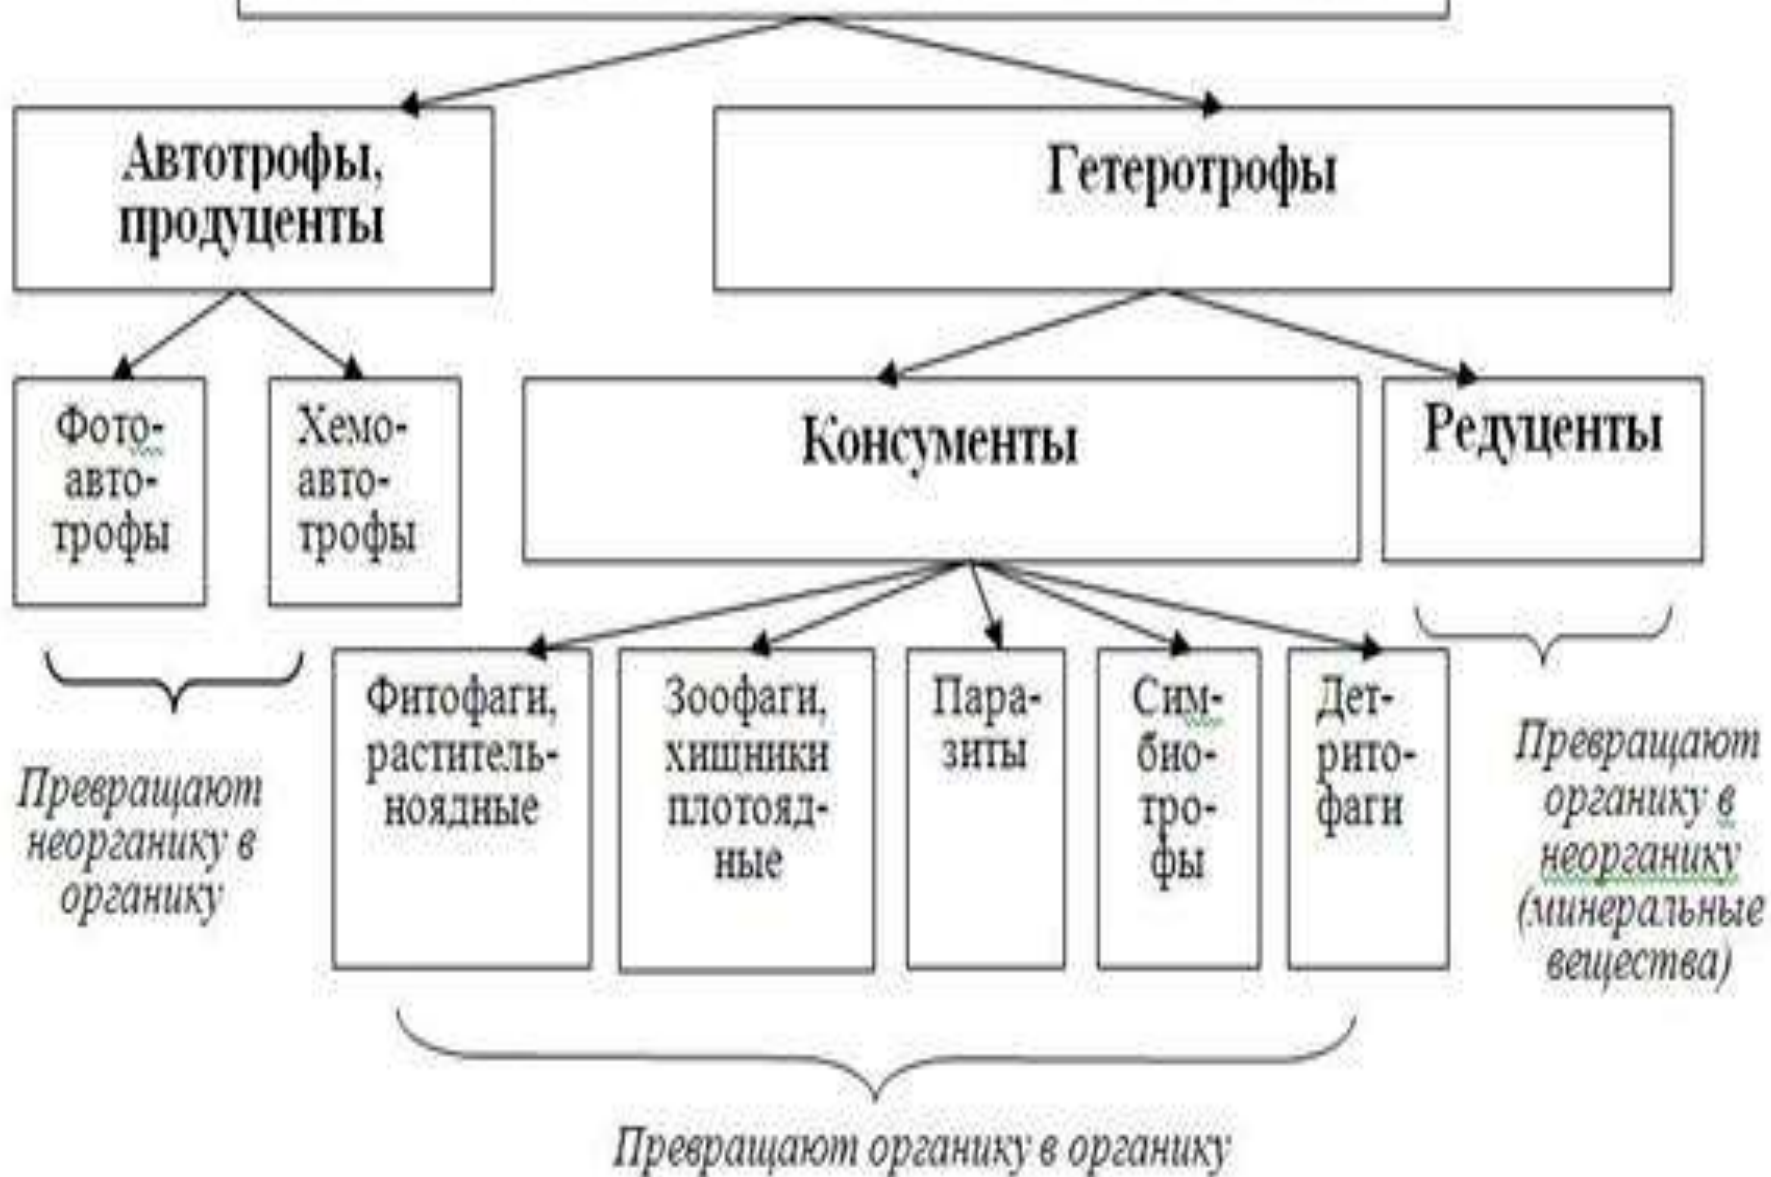 Автотрофы,
продуценты
Гетеротрофы
Фото-
авто-
трофы
Хемо-
авто-
трофы
Консументы
Редуценты
Фитофаги,
раститель-
ноядные
Зоофаги,
хищники
плотояд-
ные
Пара-
зиты
Сим-
био-
тро-
фы
Дет-
рито-
фаги
Превращают
неорганику в
органику
Превращают
органику в
неорганику
(минеральные
вещества)
Превращают органику в органику